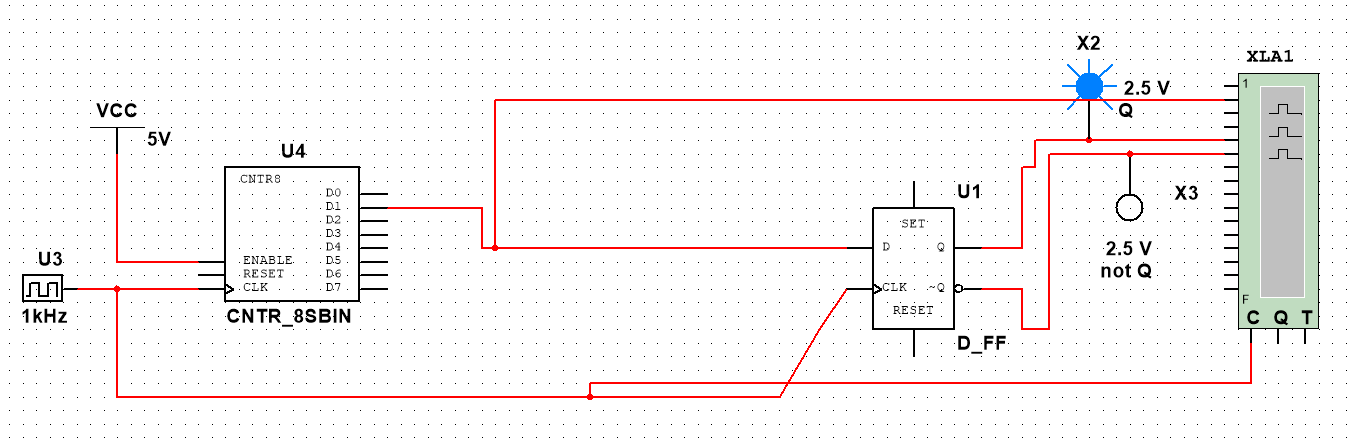 VCC
5V
U3
1kHz
U4
CNTR8
D0
D1
D2
D3
D4
D5
D6
D7
ENABLE
RESET
CLK
CNTR_8SBIN
U1
SET
D
Q
CLK
~Q
RESET
D_FF
X2
2.5 V
Q
X3
2.5 V
not Q
XLA1
1
F
C Q T